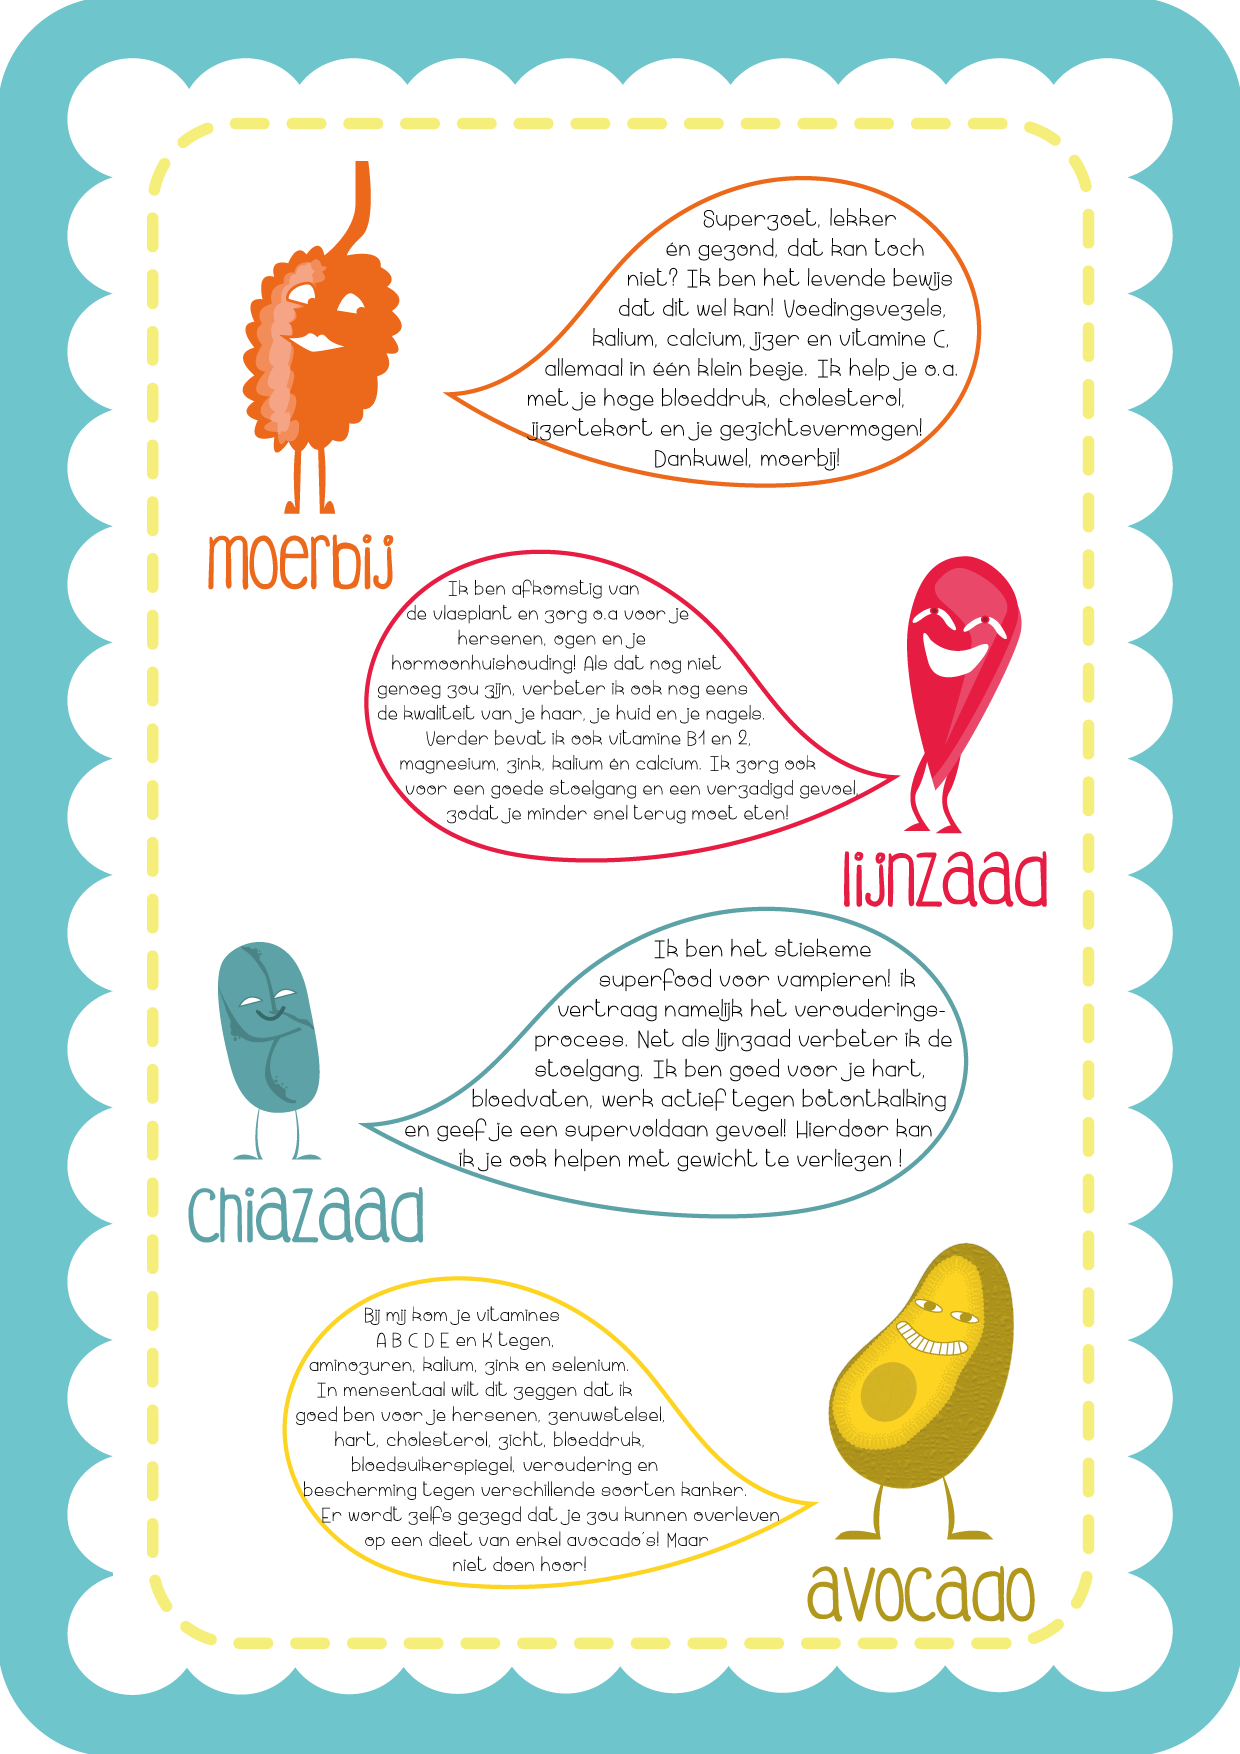 Superzoet, lekker
én gezond, dat kan toch
niet? Ik ben het levende bewijs
dat dit wel kan! Voedingsvezels,
kalium, calcium, ijzer en vitamine C,
allemaal in één klein besje. Ik help je o.a.
met je hoge bloeddruk, cholesterol,
ijzertekort en je gezichtsvermogen!
Dankuwel, moerbij!
moerbij
Ik ben afkomstig van
de vlasplant en zorg o.a voor je
hersenen, ogen en je
hormoonhuishouding! Als dat nog niet
genoeg zou zijn, verbeter ik ook nog eens
de kwaliteit van je haar, je huid en je nagels.
Verder bevat ik ook vitamine B1 en 2,
magnesium, zink, kalium én calcium. Ik zorg ook
voor een goede stoelgang en een verzadigd gevoel,
zodat je minder snel terug moet eten!
lijnzaad
Ik ben het stiekeme
superfood voor vampieren! ik
vertraag namelijk het verouderings-
process. Net als lijnzaad verbeter ik de
stoelgang. Ik ben goed voor je hart,
bloedvaten, werk actief tegen botontkalking
en geef je een supervoldaan gevoel! Hierdoor kan
ik je ook helpen met gewicht te verliezen !
chiazaad
Bij mij kom je vitamines
A B C D E en K tegen,
aminozuren, kalium, zink en selenium.
In mensentaal wilt dit zeggen dat ik
goed ben voor je hersenen, zenuwstelsel,
hart, cholesterol, zicht, bloeddruk,
bloedsuikerspiegel, veroudering en
bescherming tegen verschillende soorten kanker.
Er wordt zelfs gezegd dat je zou kunnen overleven
op een dieet van enkel avocado's! Maar
niet doen hoor!
avocado